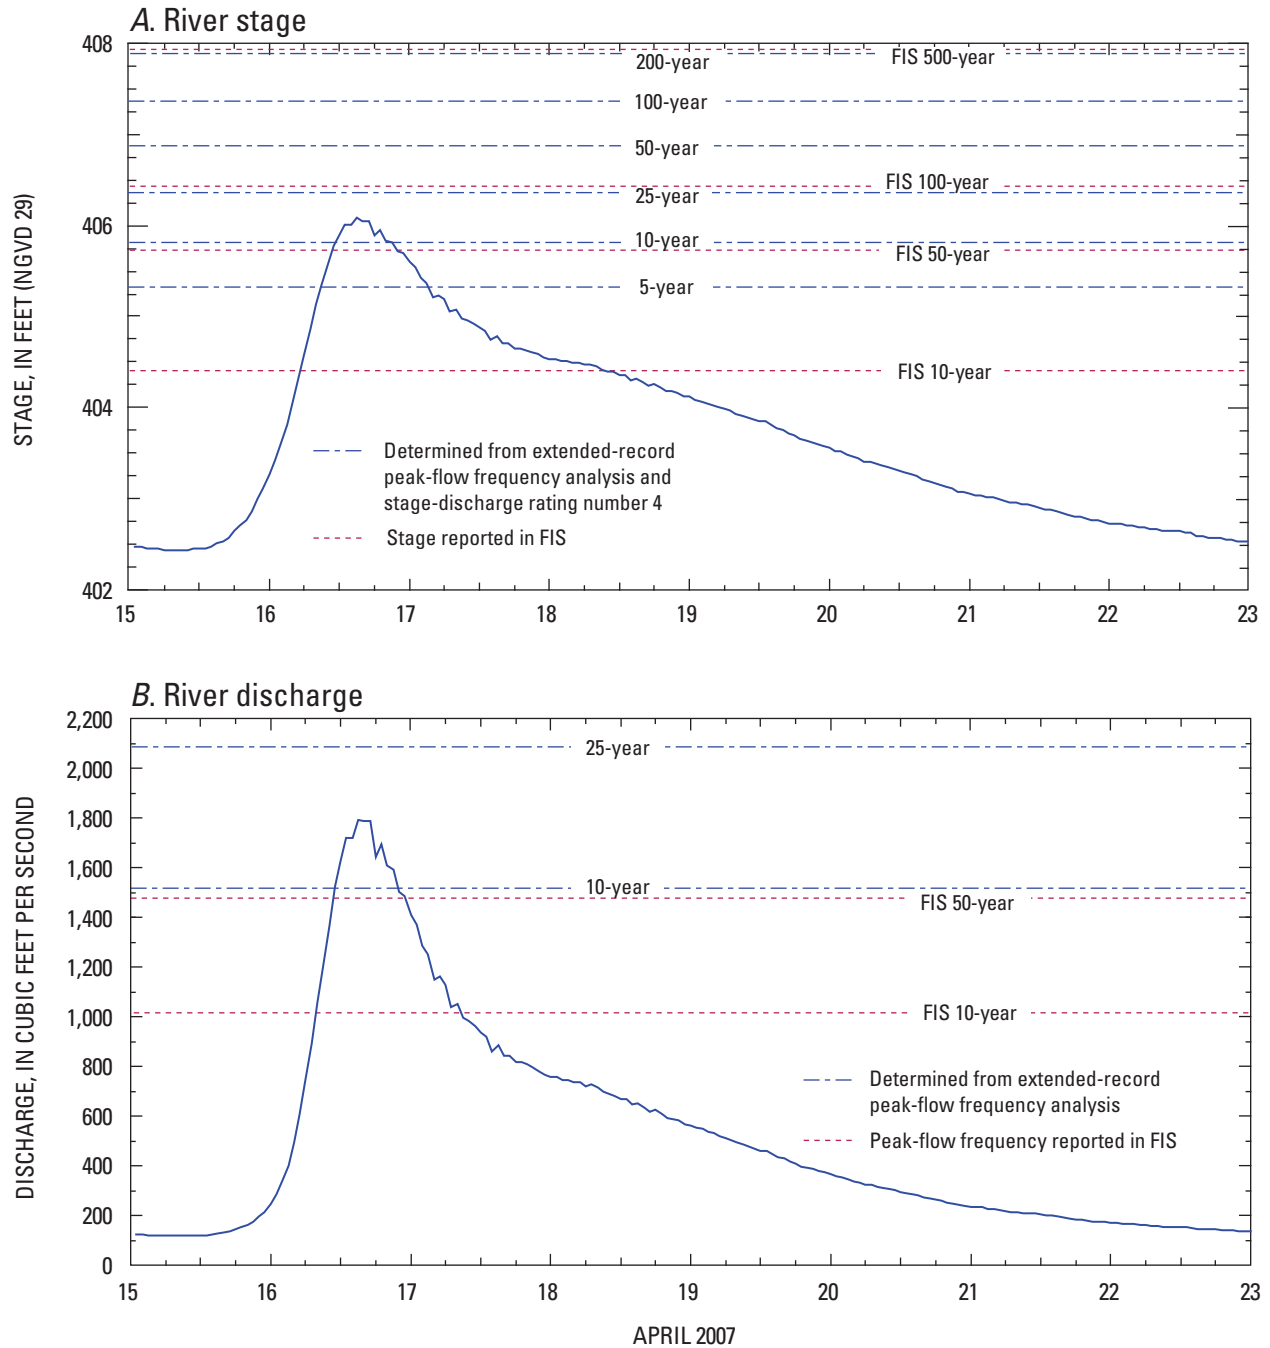 A. River stage
408
406
404
402
STAGE, IN FEET (NGVD 29)
200-year
FIS 500-year
100-year
50-year
FIS 100-year
25-year
10-year
FIS 50-year
5-year
FIS 10-year
Determined from extended-record
peak-flow frequency analysis and
stage-discharge rating number 4
Stage reported in FIS
15 16 17 18 19 20 21 22 23
B. River discharge
2,200
2,000
1,800
1,600
1,400
1,200
1,000
800
600
400
200
0
DISCHARGE, IN CUBIC FEET PER SECOND
25-year
10-year
FIS 50-year
FIS 10-year
Determined from extended-record
peak-flow frequency analysis
Peak-flow frequency reported in FIS
15 16 17 18 19 20 21 22 23
APRIL 2007